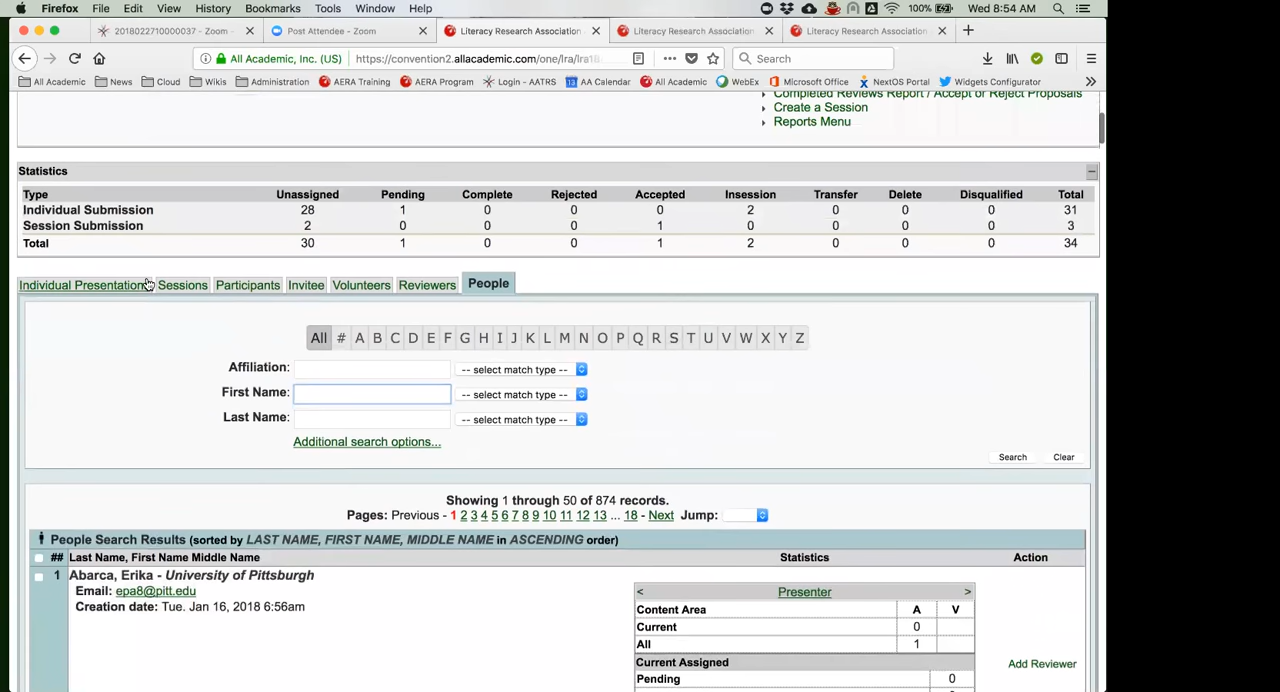 Firefox File Edit View History Bookmarks Tools Window Help 100% Wed 8:54 AM
2018022710000037 - Zoom Post Attendee - Zoom Literacy Research Association Literacy Research Association Literacy Research Association
All Academic, Inc. (US) https://convention2.allacademic.com/one/lra/lra1 Search
All Academic News Cloud Wikis Administration AERA Training AERA Program Login - AATRS AA Calendar All Academic WebEx Microsoft Office NextOS Portal Widgets Configurator
Completed Reviews Report / Accept or Reject Proposals
Create a Session
Reports Menu
Statistics
Type Unassigned Pending Complete Rejected Accepted Insession Transfer Delete Disqualified Total
Individual Submission 28 1 0 0 0 2 0 0 0 31
Session Submission 2 0 0 0 1 0 0 0 0 3
Total 30 1 0 0 1 2 0 0 0 34
Individual Presentations Sessions Participants Invitee Volunteers Reviewers People
All # A B C D E F G H I J K L M N O P Q R S T U V W X Y Z
Affiliation: -- select match type --
First Name: -- select match type --
Last Name: -- select match type --
Additional search options...
Search Clear
Showing 1 through 50 of 874 records.
Pages: Previous - 1 2 3 4 5 6 7 8 9 10 11 12 13 ... 18 - Next Jump:
People Search Results (sorted by LAST NAME, FIRST NAME, MIDDLE NAME in ASCENDING order)
## Last Name, First Name Middle Name Statistics Action
1 Abarca, Erika - University of Pittsburgh
Email: epa8@pitt.edu
Creation date: Tue. Jan 16, 2018 6:56am
< Presenter >
Content Area A V
Current 0
All 1
Current Assigned
Add Reviewer
Pending 0